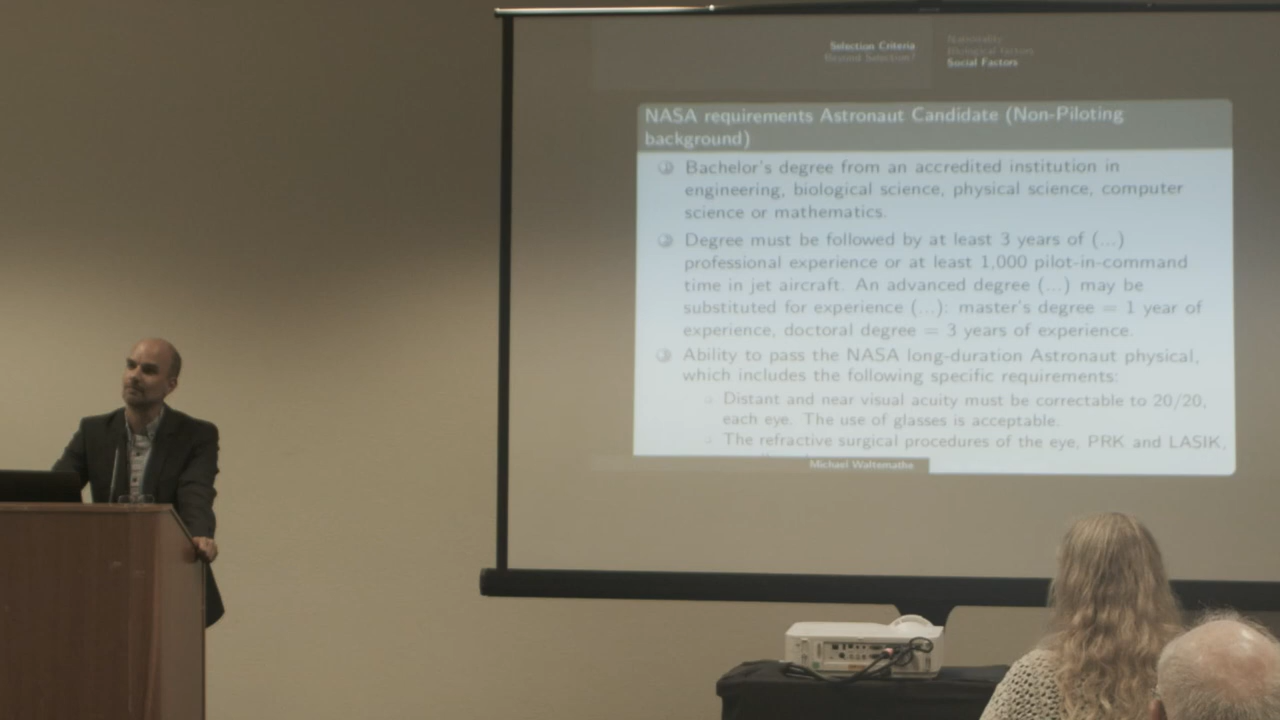 Selection Criteria
Beyond Selection?
Nationality
Biological factors
Social Factors
NASA requirements Astronaut Candidate (Non-Piloting
background)
Bachelor's degree from an accredited institution in
engineering, biological science, physical science, computer
science or mathematics.
Degree must be followed by at least 3 years of (...)
professional experience or at least 1,000 pilot-in-command
time in jet aircraft. An advanced degree (...) may be
substituted for experience (...): master's degree = 1 year of
experience, doctoral degree = 3 years of experience.
Ability to pass the NASA long-duration Astronaut physical,
which includes the following specific requirements:
Distant and near visual acuity must be correctable to 20/20,
each eye. The use of glasses is acceptable.
The refractive surgical procedures of the eye, PRK and LASIK,
Michael Waltemathe